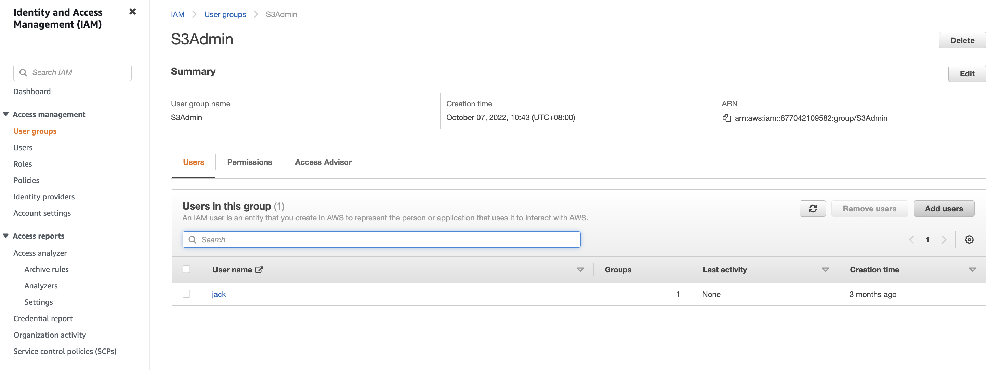 Identity and Access
Management (IAM)
Search IAM
Dashboard
Access management
User groups
Users
Roles
Policies
Identity providers
Account settings
Access reports
Access analyzer
Archive rules
Analyzers
Settings
Credential report
Organization activity
Service control policies (SCPs)
IAM User groups S3Admin
S3Admin
Delete
Summary
Edit
User group name
S3Admin
Creation time
October 07, 2022, 10:43 (UTC+08:00)
ARN
arn:aws:iam::877042109582:group/S3Admin
Users Permissions Access Advisor
Users in this group (1)
An IAM user is an entity that you create in AWS to represent the person or application that uses it to interact with AWS.
Remove users Add users
Search
1
User name Groups Last activity Creation time
jack 1 None 3 months ago